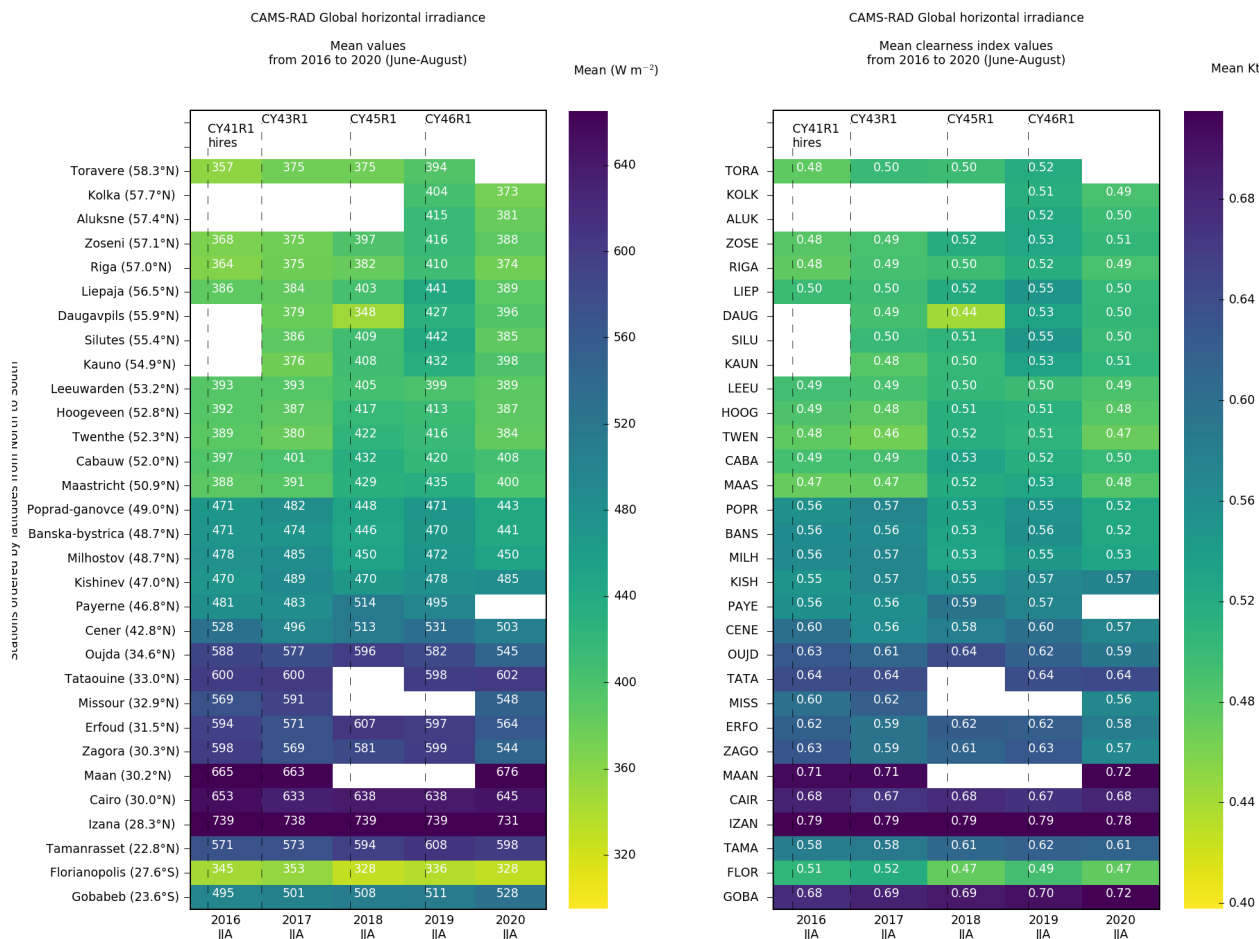 CAMS-RAD Global horizontal irradiance
Mean values
from 2016 to 2020 (June-August)
Mean (W m⁻²)
CY41R1
hires
CY43R1
CY45R1
CY46R1
Toravere (58.3°N) 357 375 375 394
Kolka (57.7°N) 404 373
Aluksne (57.4°N) 415 381
Zoseni (57.1°N) 368 375 397 416 388
Riga (57.0°N) 364 375 382 410 374
Liepaja (56.5°N) 386 384 403 441 389
Daugavpils (55.9°N) 379 348 427 396
Silutes (55.4°N) 386 409 442 385
Kauno (54.9°N) 376 408 432 398
Leeuwarden (53.2°N) 393 393 405 399 389
Hoogeveen (52.8°N) 392 387 417 413 387
Twenthe (52.3°N) 389 380 422 416 384
Cabauw (52.0°N) 397 401 432 420 408
Maastricht (50.9°N) 388 391 429 435 400
Poprad-ganovce (49.0°N) 471 482 448 471 443
Banska-bystrica (48.7°N) 471 474 446 470 441
Milhostov (48.7°N) 478 485 450 472 450
Kishinev (47.0°N) 470 489 470 478 485
Payerne (46.8°N) 481 483 514 495
Cener (42.8°N) 528 496 513 531 503
Oujda (34.6°N) 588 577 596 582 545
Tataouine (33.0°N) 600 600 598 602
Missour (32.9°N) 569 591 548
Erfoud (31.5°N) 594 571 607 597 564
Zagora (30.3°N) 598 569 581 599 544
Maan (30.2°N) 665 663 676
Cairo (30.0°N) 653 633 638 638 645
Izana (28.3°N) 739 738 739 739 731
Tamanrasset (22.8°N) 571 573 594 608 598
Florianopolis (27.6°S) 345 353 328 336 328
Gobabeb (23.6°S) 495 501 508 511 528
2016 2017 2018 2019 2020
JJA JJA JJA JJA JJA
640
600
560
520
480
440
400
360
320
CAMS-RAD Global horizontal irradiance
Mean clearness index values
from 2016 to 2020 (June-August)
Mean Kt
CY41R1
hires
CY43R1
CY45R1
CY46R1
TORA 0.48 0.50 0.50 0.52
KOLK 0.51 0.49
ALUK 0.52 0.50
ZOSE 0.48 0.49 0.52 0.53 0.51
RIGA 0.48 0.49 0.50 0.52 0.49
LIEP 0.50 0.50 0.52 0.55 0.50
DAUG 0.49 0.44 0.53 0.50
SILU 0.50 0.51 0.55 0.50
KAUN 0.48 0.50 0.53 0.51
LEEU 0.49 0.49 0.50 0.50 0.49
HOOG 0.49 0.48 0.51 0.51 0.48
TWEN 0.48 0.46 0.52 0.51 0.47
CABA 0.49 0.49 0.53 0.52 0.50
MAAS 0.47 0.47 0.52 0.53 0.48
POPR 0.56 0.57 0.53 0.55 0.52
BANS 0.56 0.56 0.53 0.56 0.52
MILH 0.56 0.57 0.53 0.55 0.53
KISH 0.55 0.57 0.55 0.57 0.57
PAYE 0.56 0.56 0.59 0.57
CENE 0.60 0.56 0.58 0.60 0.57
OUJD 0.63 0.61 0.64 0.62 0.59
TATA 0.64 0.64 0.64 0.64
MISS 0.60 0.62 0.56
ERFO 0.62 0.59 0.62 0.62 0.58
ZAGO 0.63 0.59 0.61 0.63 0.57
MAAN 0.71 0.71 0.72
CAIR 0.68 0.67 0.68 0.67 0.68
IZAN 0.79 0.79 0.79 0.79 0.78
TAMA 0.58 0.58 0.61 0.62 0.61
FLOR 0.51 0.52 0.47 0.49 0.47
GOBA 0.68 0.69 0.69 0.70 0.72
2016 2017 2018 2019 2020
JJA JJA JJA JJA JJA
0.68
0.64
0.60
0.56
0.52
0.48
0.44
0.40